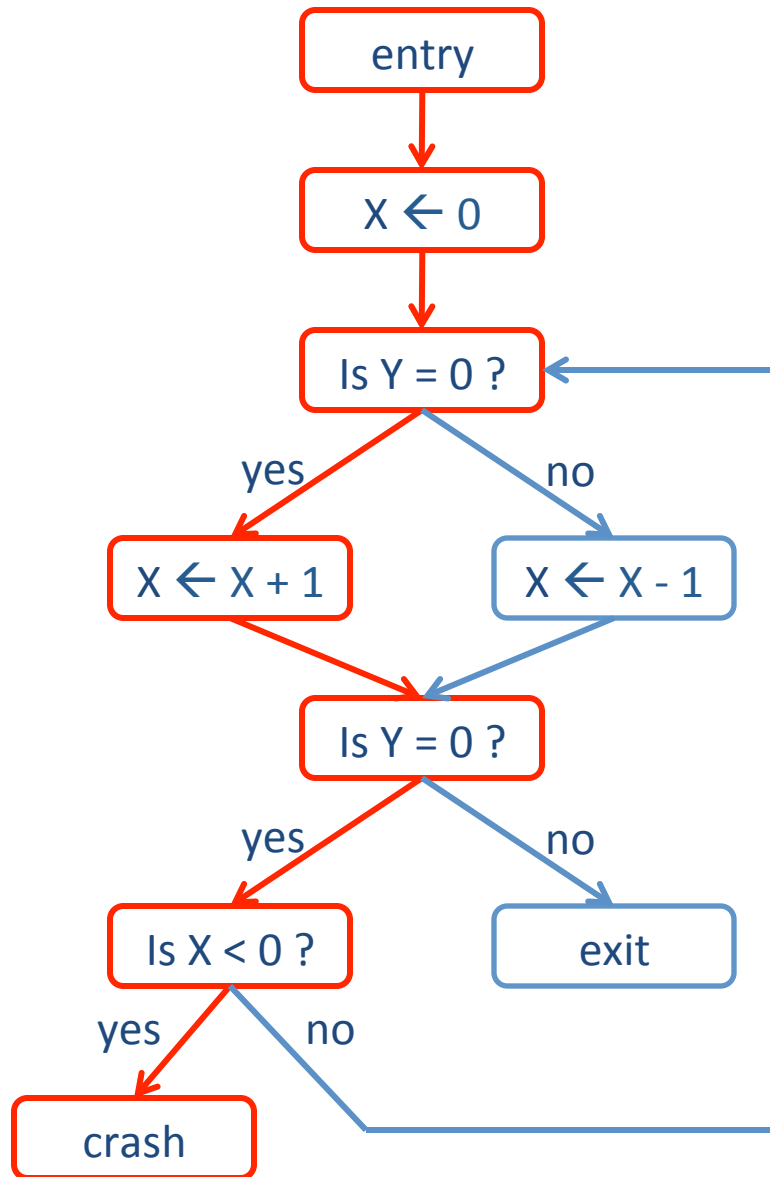 entry
X ← 0
Is Y = 0 ?
yes
no
X ← X + 1
X ← X - 1
Is Y = 0 ?
yes
no
Is X < 0 ?
exit
yes
no
crash